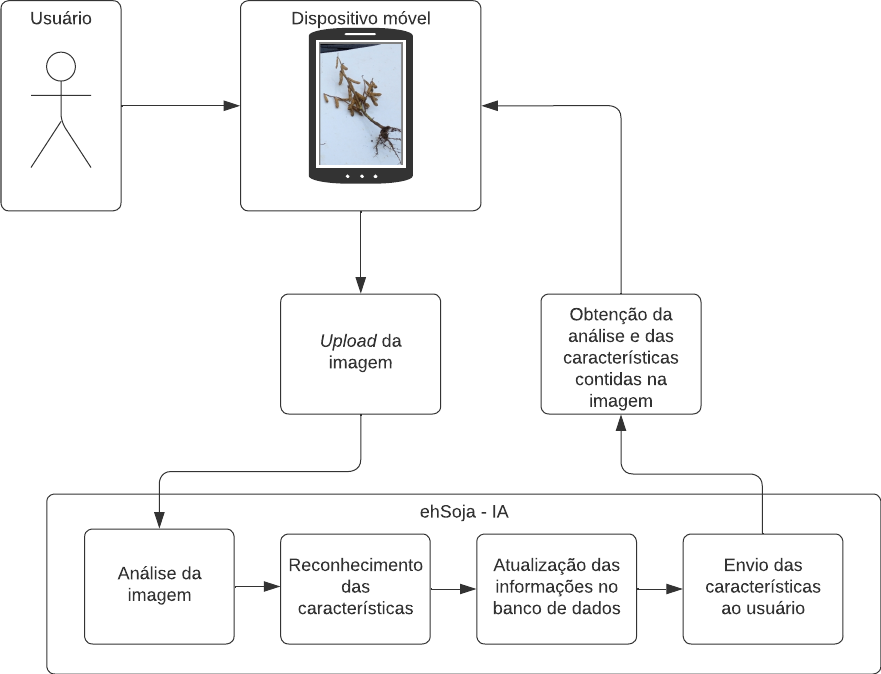 Usuário
Dispositivo móvel
Upload da
imagem
Obtenção da
análise e das
características
contidas na
imagem
ehSoja - IA
Análise da
imagem
Reconhecimento
das
características
Atualização das
informações no
banco de dados
Envio das
características
ao usuário